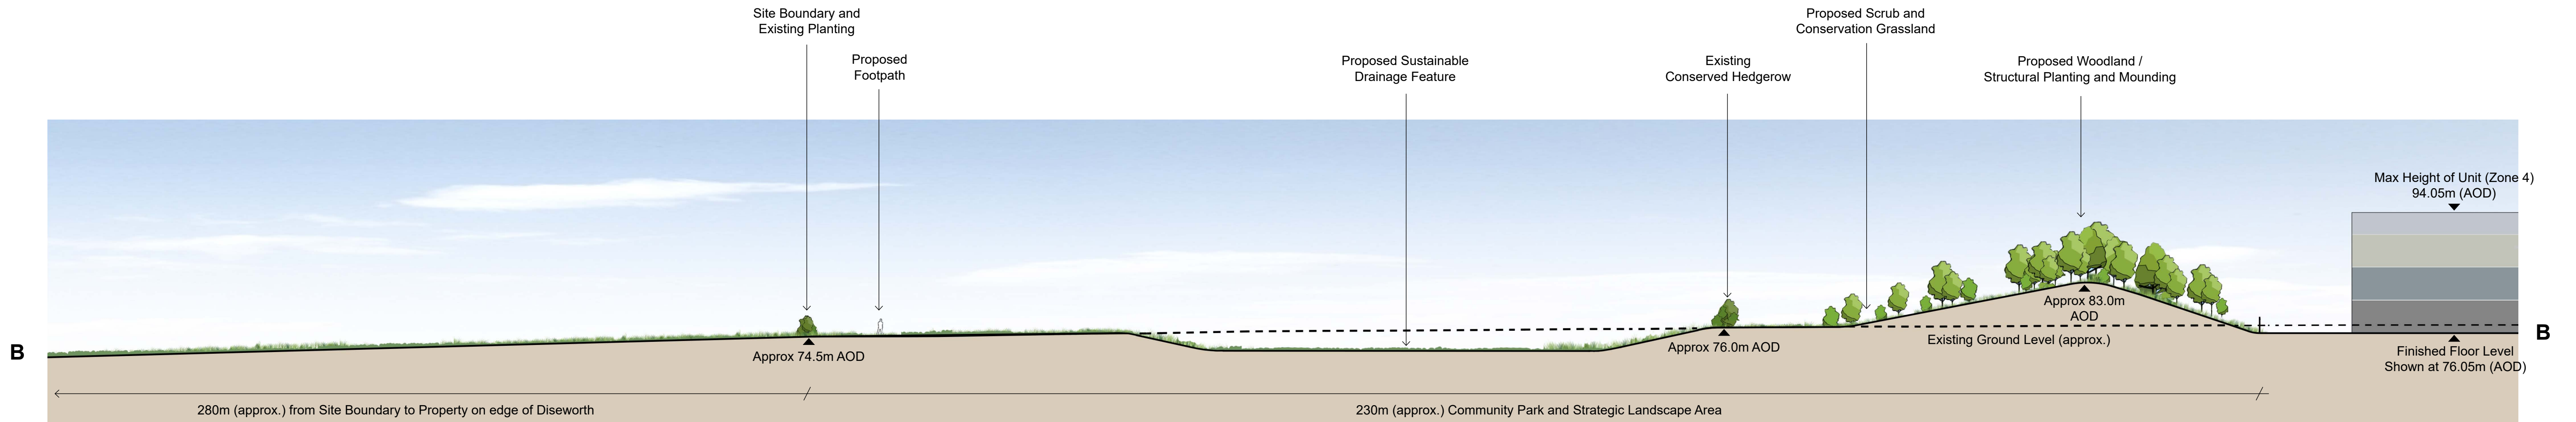 Site Boundary and
Existing Planting
Proposed
Footpath
Proposed Sustainable
Drainage Feature
Existing
Conserved Hedgerow
Proposed Scrub and
Conservation Grassland
Proposed Woodland /
Structural Planting and Mounding
Max Height of Unit (Zone 4)
94.05m (AOD)
Approx 83.0m
AOD
B
Approx 74.5m AOD
Approx 76.0m AOD
Existing Ground Level (approx.)
B
Finished Floor Level
Shown at 76.05m (AOD)
280m (approx.) from Site Boundary to Property on edge of Diseworth
230m (approx.) Community Park and Strategic Landscape Area